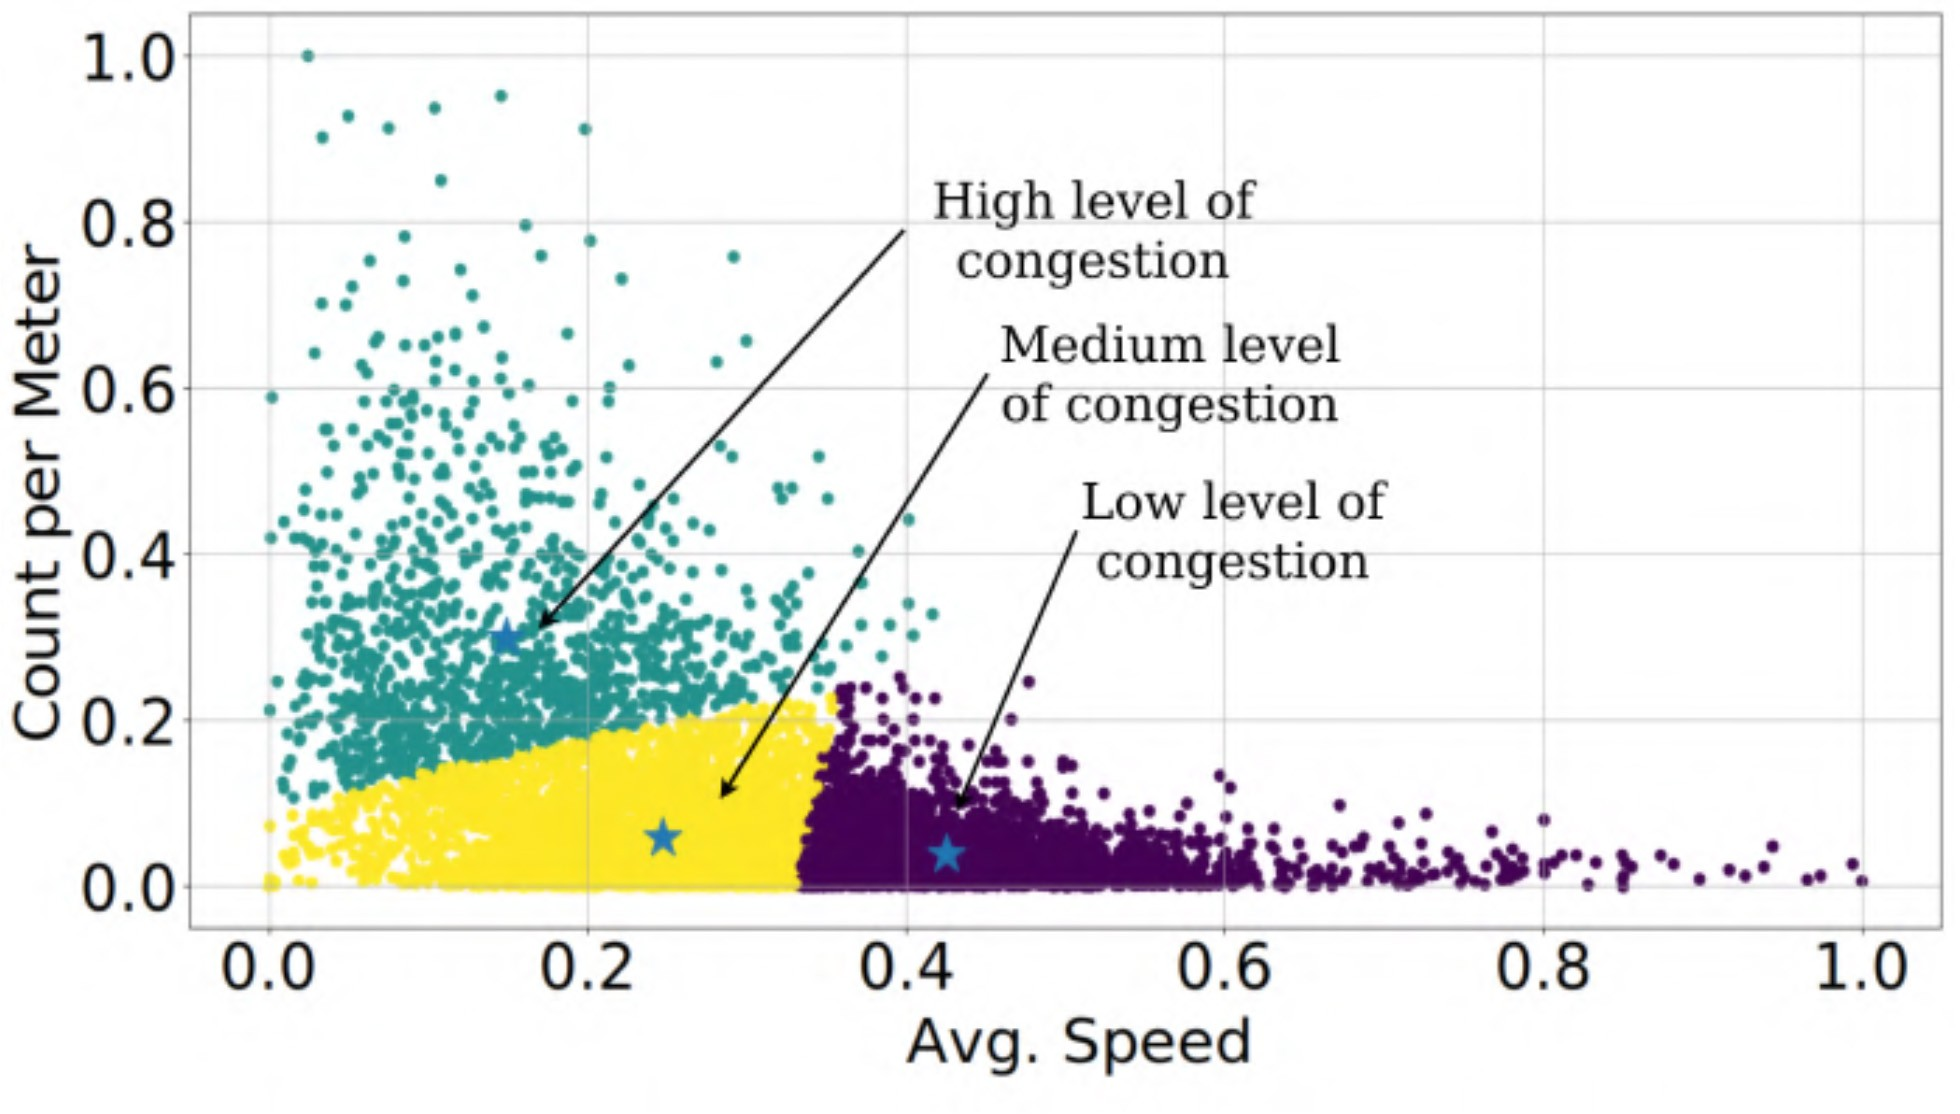 1.0
0.8
0.6
0.4
0.2
0.0
Count per Meter
High level of
congestion
Medium level
of congestion
Low level of
congestion
0.0 0.2 0.4 0.6 0.8 1.0
Avg. Speed